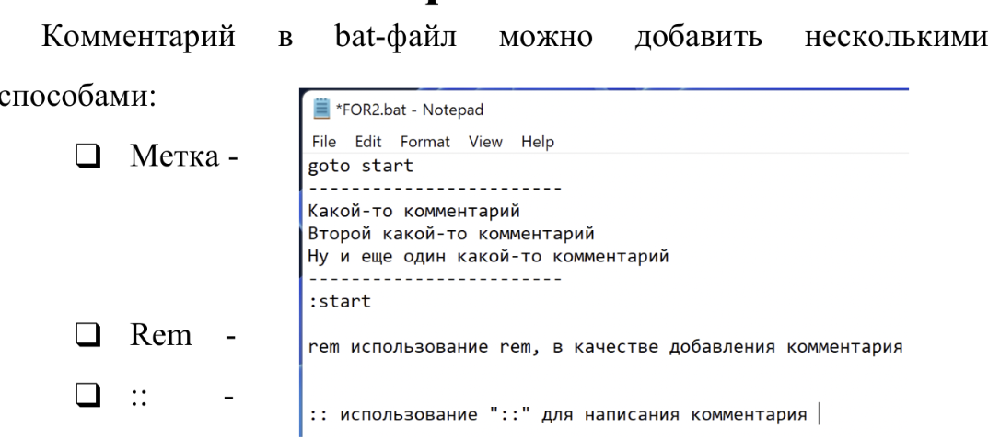 Комментарий в bat-файл можно добавить несколькими
способами:
*FOR2.bat - Notepad
File Edit Format View Help
❑ Метка -
goto start
------------------------
Какой-то комментарий
Второй какой-то комментарий
Ну и еще один какой-то комментарий
------------------------
:start
❑ Rem -
rem использование rem, в качестве добавления комментария
❑ :: -
:: использование "::" для написания комментария